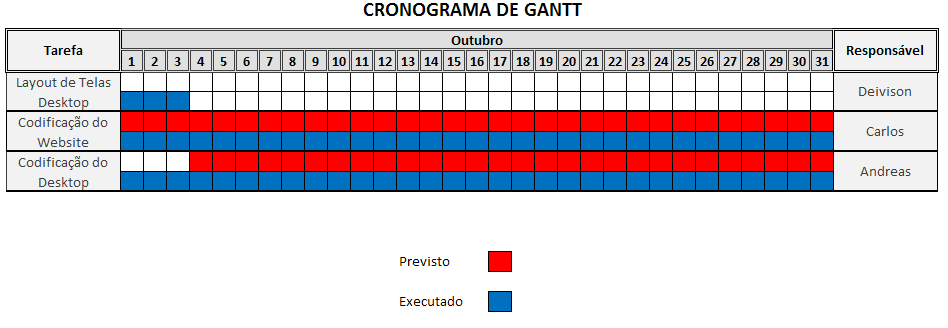 CRONOGRAMA DE GANTT
Tarefa
Outubro
Responsável
1 2 3 4 5 6 7 8 9 10 11 12 13 14 15 16 17 18 19 20 21 22 23 24 25 26 27 28 29 30 31
Layout de Telas
Desktop
Deivison
Codificação do
Website
Carlos
Codificação do
Desktop
Andreas
Previsto
Executado